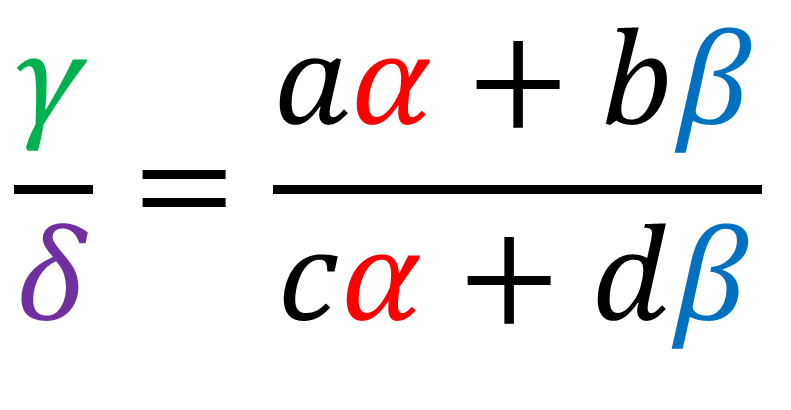 γ/δ = (aα + bβ)/(cα + dβ)